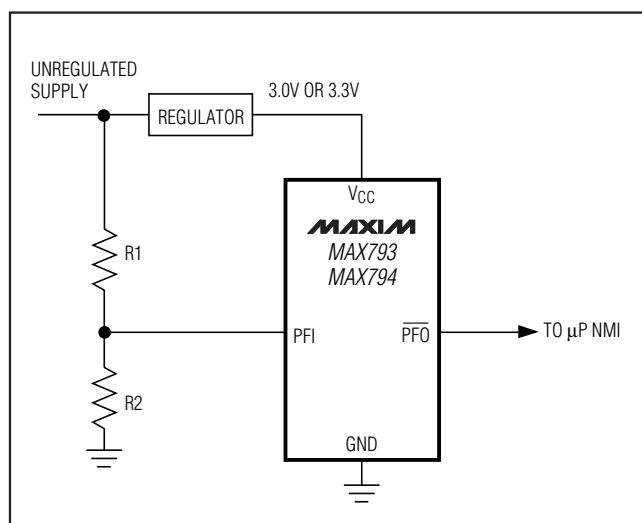 UNREGULATED
SUPPLY
REGULATOR
3.0V OR 3.3V
VCC
MAXIM
MAX793
MAX794
R1
PFI
P̅F̅O̅
TO µP NMI
R2
GND